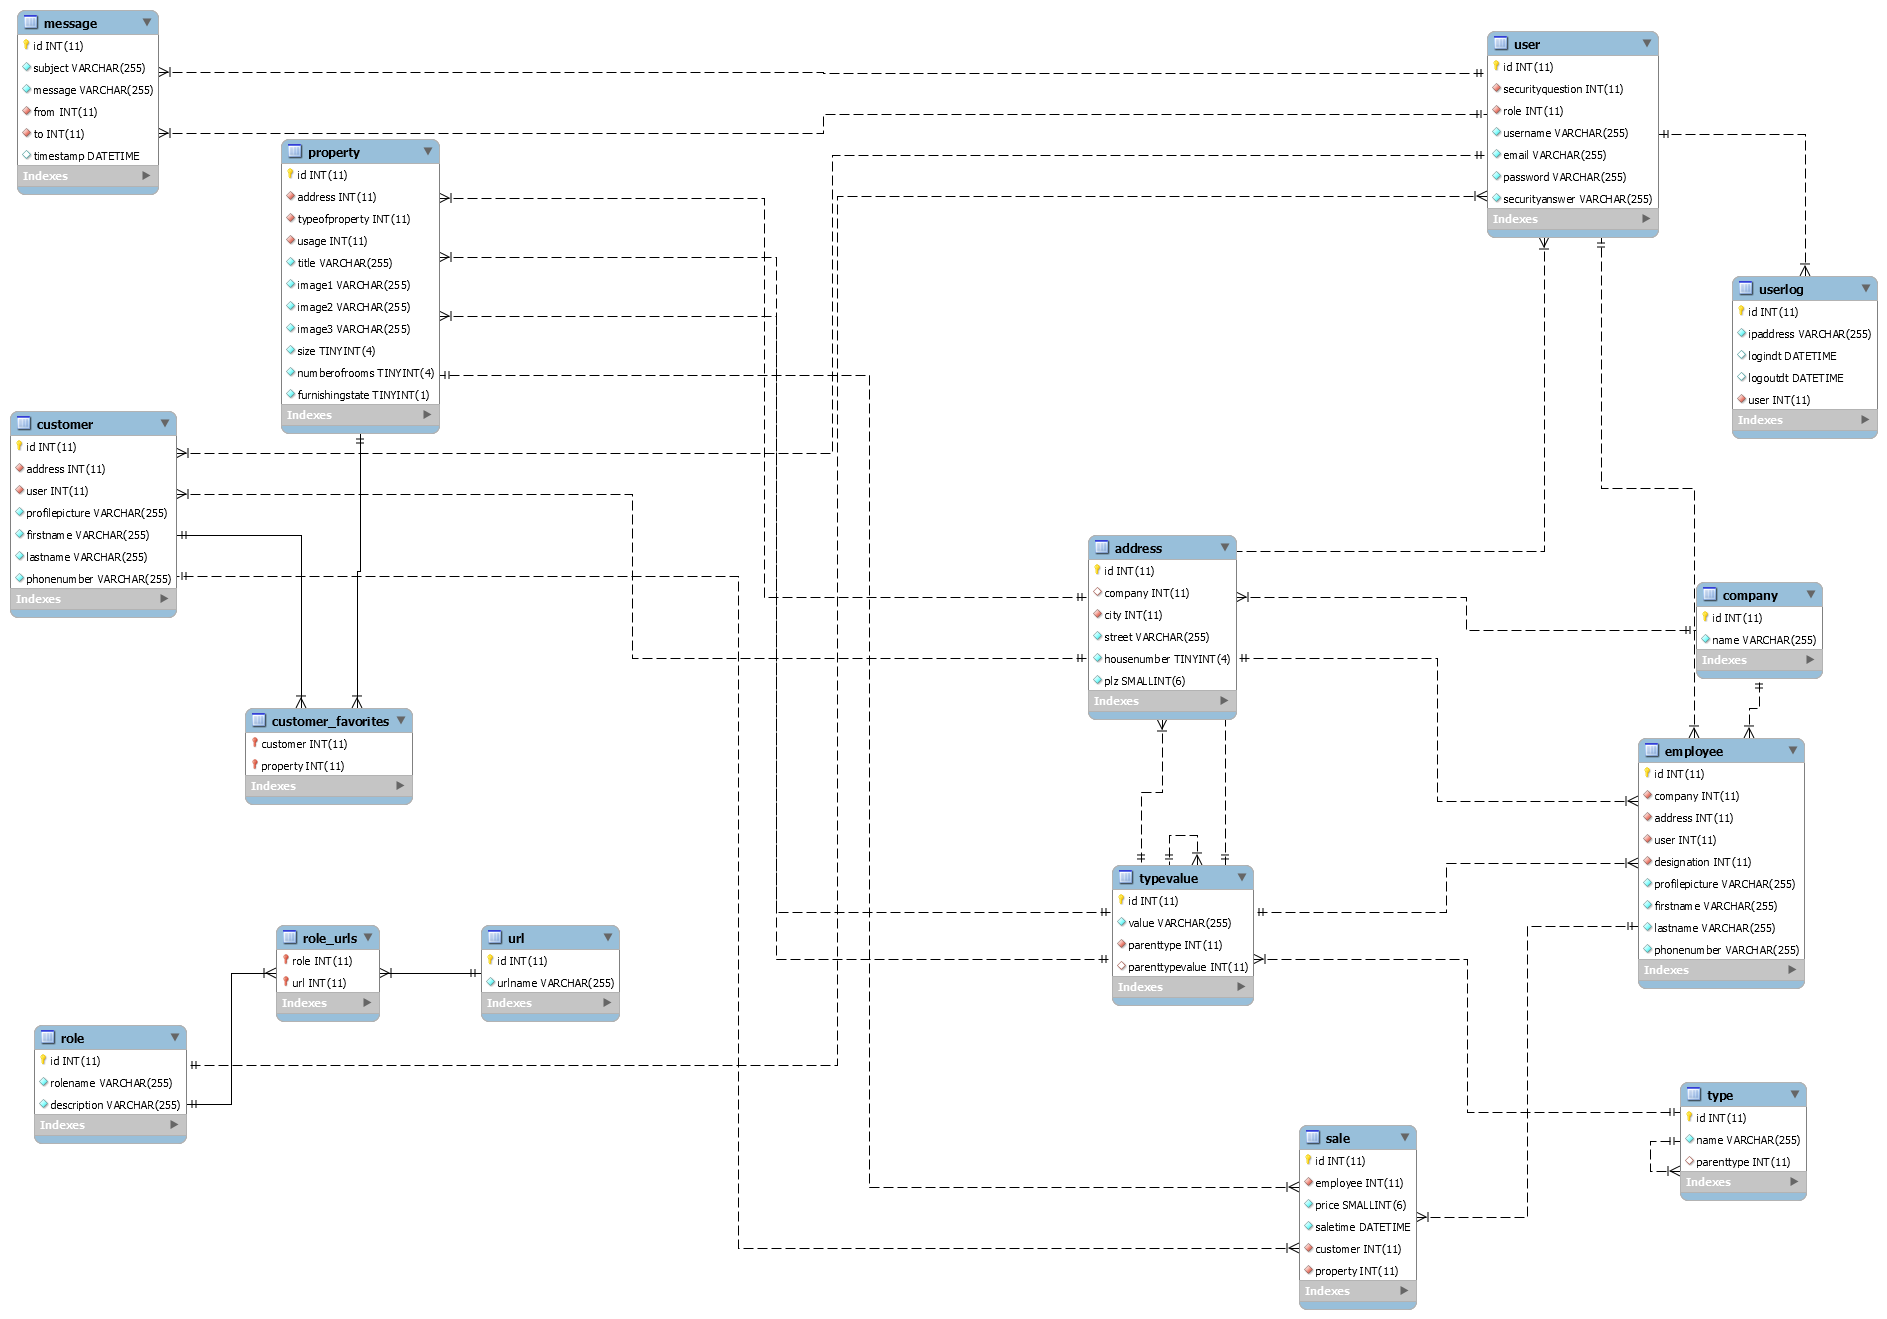 message
id INT(11)
subject VARCHAR(255)
message VARCHAR(255)
from INT(11)
to INT(11)
timestamp DATETIME
Indexes
user
id INT(11)
securityquestion INT(11)
role INT(11)
username VARCHAR(255)
email VARCHAR(255)
password VARCHAR(255)
securityanswer VARCHAR(255)
Indexes
property
id INT(11)
address INT(11)
typeofproperty INT(11)
usage INT(11)
title VARCHAR(255)
image1 VARCHAR(255)
image2 VARCHAR(255)
image3 VARCHAR(255)
size TINYINT(4)
numberofrooms TINYINT(4)
furnishingstate TINYINT(1)
Indexes
userlog
id INT(11)
ipaddress VARCHAR(255)
logindt DATETIME
logoutdt DATETIME
user INT(11)
Indexes
customer
id INT(11)
address INT(11)
user INT(11)
profilepicture VARCHAR(255)
firstname VARCHAR(255)
lastname VARCHAR(255)
phonenumber VARCHAR(255)
Indexes
address
id INT(11)
company INT(11)
city INT(11)
street VARCHAR(255)
housenumber TINYINT(4)
plz SMALLINT(6)
Indexes
company
id INT(11)
name VARCHAR(255)
Indexes
customer_favorites
customer INT(11)
property INT(11)
Indexes
employee
id INT(11)
company INT(11)
address INT(11)
user INT(11)
designation INT(11)
profilepicture VARCHAR(255)
firstname VARCHAR(255)
lastname VARCHAR(255)
phonenumber VARCHAR(255)
Indexes
typevalue
id INT(11)
value VARCHAR(255)
parenttype INT(11)
parenttypevalue INT(11)
Indexes
role_urls
role INT(11)
url INT(11)
Indexes
url
id INT(11)
urlname VARCHAR(255)
Indexes
role
id INT(11)
rolename VARCHAR(255)
description VARCHAR(255)
Indexes
type
id INT(11)
name VARCHAR(255)
parenttype INT(11)
Indexes
sale
id INT(11)
employee INT(11)
price SMALLINT(6)
saletime DATETIME
customer INT(11)
property INT(11)
Indexes